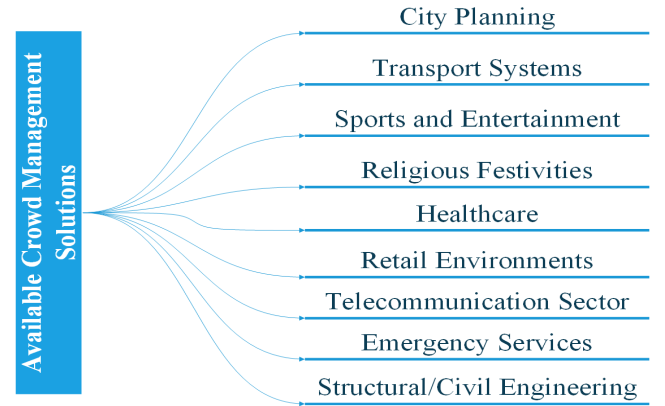 Available Crowd Management
Solutions
City Planning
Transport Systems
Sports and Entertainment
Religious Festivities
Healthcare
Retail Environments
Telecommunication Sector
Emergency Services
Structural/Civil Engineering